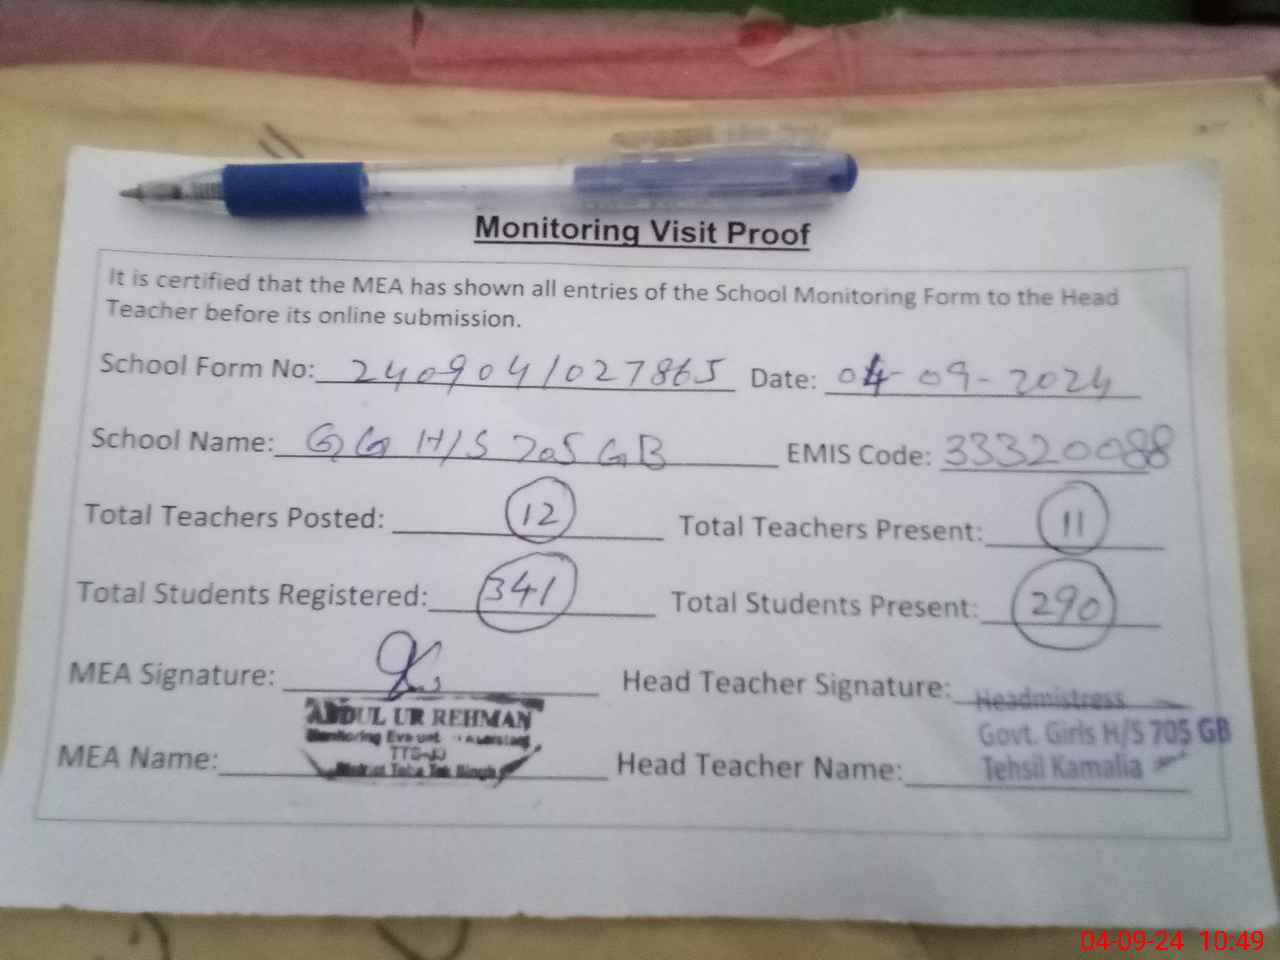 Monitoring Visit Proof
It is certified that the MEA has shown all entries of the School Monitoring Form to the Head
Teacher before its online submission.
School Form No: 2409041027865 Date: 04-09-2024
School Name: GG H/S 705 GB EMIS Code: 33320088
Total Teachers Posted: 12 Total Teachers Present: 11
Total Students Registered: 341 Total Students Present: 290
MEA Signature: Head Teacher Signature:
Headmistress
ABDUL UR REHMAN
Govt. Girls H/S 705 GB
Monitoring
MEA Name: Head Teacher Name: Tehsil Kamalia
04-09-24 10:49